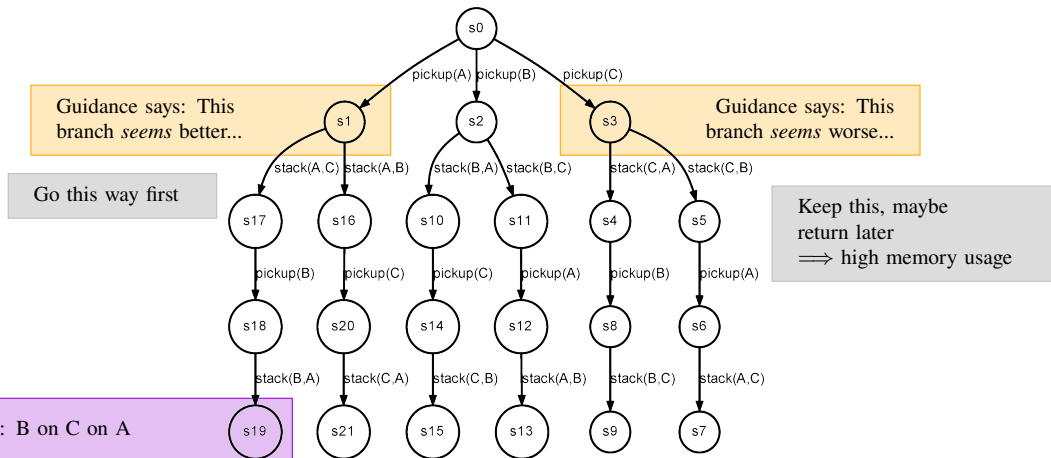 s0
pickup(A) pickup(B) pickup(C)
Guidance says: This
branch seems better...
s1
s2
s3
Guidance says: This
branch seems worse...
stack(A,C) stack(A,B) stack(B,A) stack(B,C) stack(C,A) stack(C,B)
Go this way first
s17 s16 s10 s11 s4 s5
Keep this, maybe
return later
⟹ high memory usage
pickup(B) pickup(C) pickup(C) pickup(A) pickup(B) pickup(A)
s18 s20 s14 s12 s8 s6
stack(B,A) stack(C,A) stack(C,B) stack(A,B) stack(B,C) stack(A,C)
: B on C on A
s19 s21 s15 s13 s9 s7